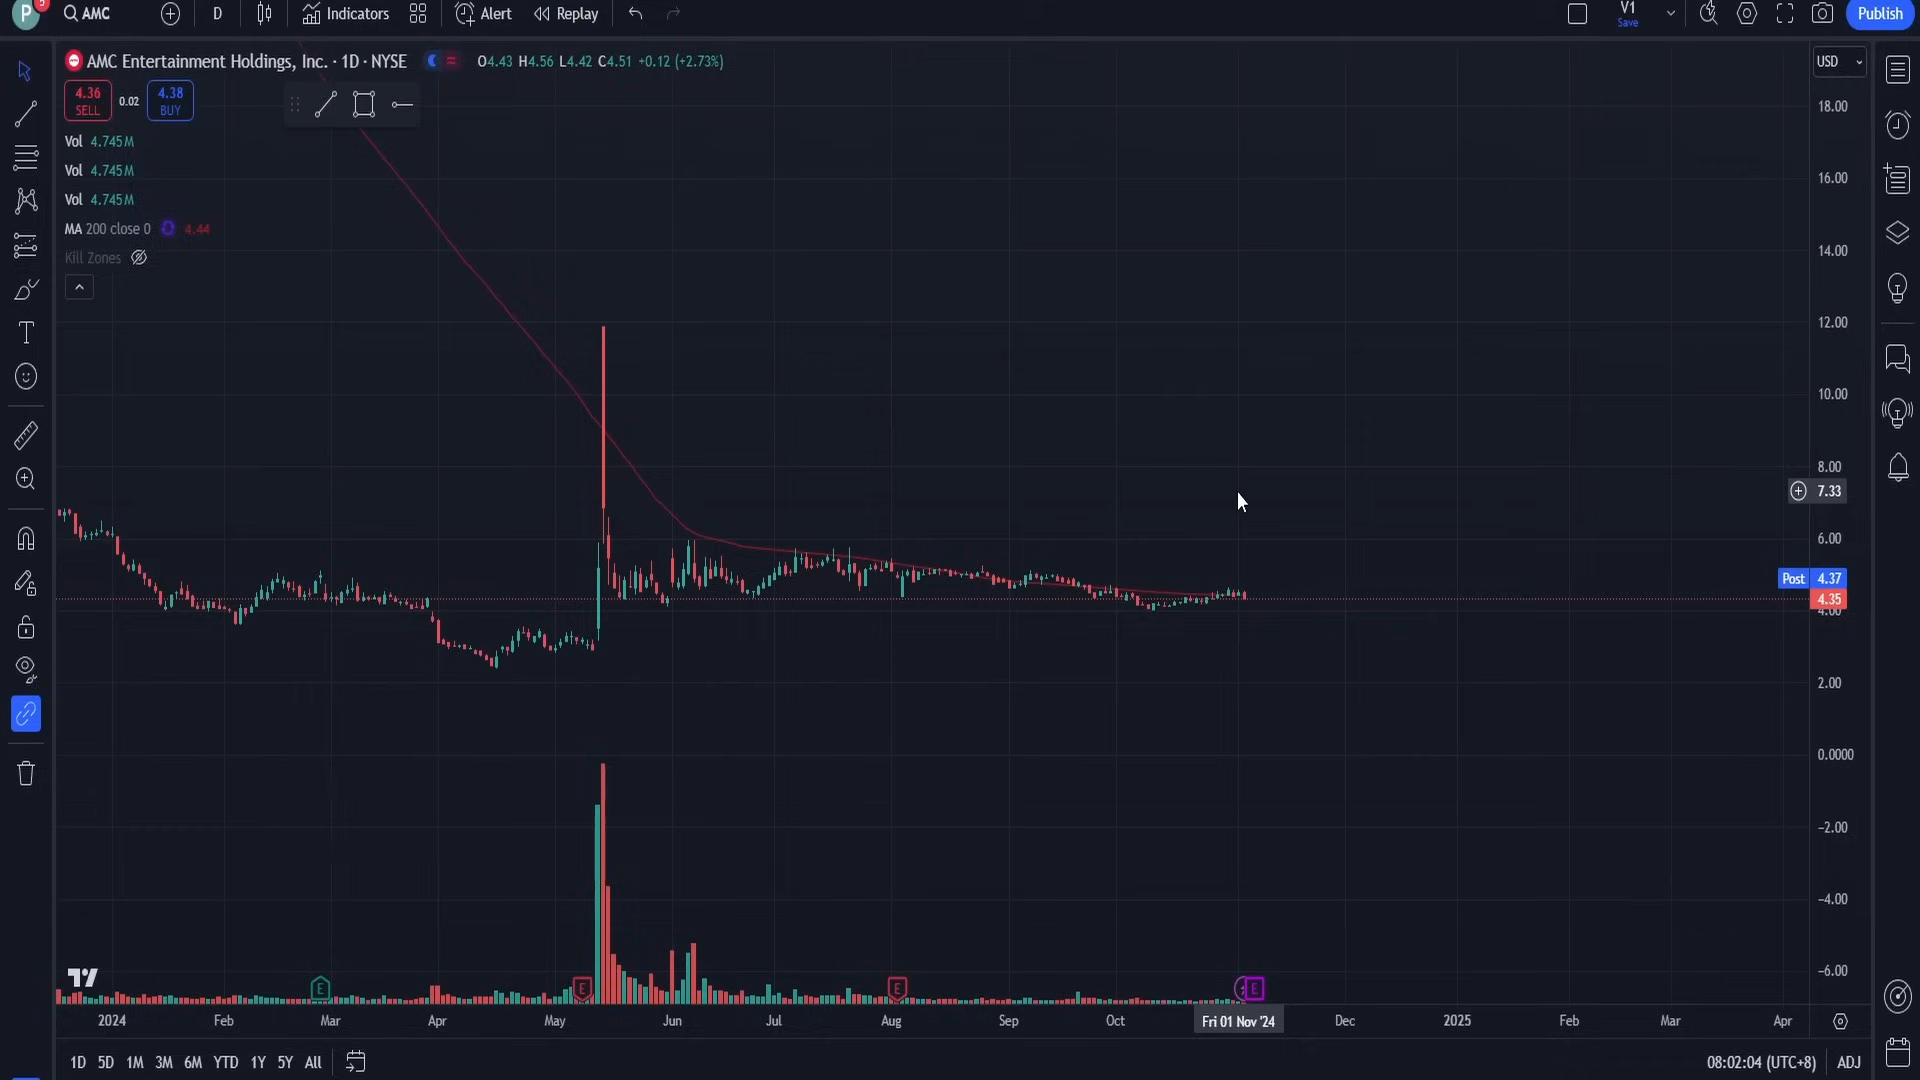 P 5 AMC D Indicators Alert Replay V1 Save Publish
AMC Entertainment Holdings, Inc. · 1D · NYSE O4.43 H4.56 L4.42 C4.51 +0.12 (+2.73%) USD
4.36 SELL 0.02 4.38 BUY
Vol 4.745M
Vol 4.745M
Vol 4.745M
MA 200 close 0 4.44
Kill Zones
18.00
16.00
14.00
12.00
10.00
8.00
7.33
6.00
Post 4.37
4.35
4.00
2.00
0.0000
−2.00
−4.00
−6.00
E E E E
2024 Feb Mar Apr May Jun Jul Aug Sep Oct Fri 01 Nov '24 Dec 2025 Feb Mar Apr
1D 5D 1M 3M 6M YTD 1Y 5Y All 08:02:04 (UTC+8) ADJ